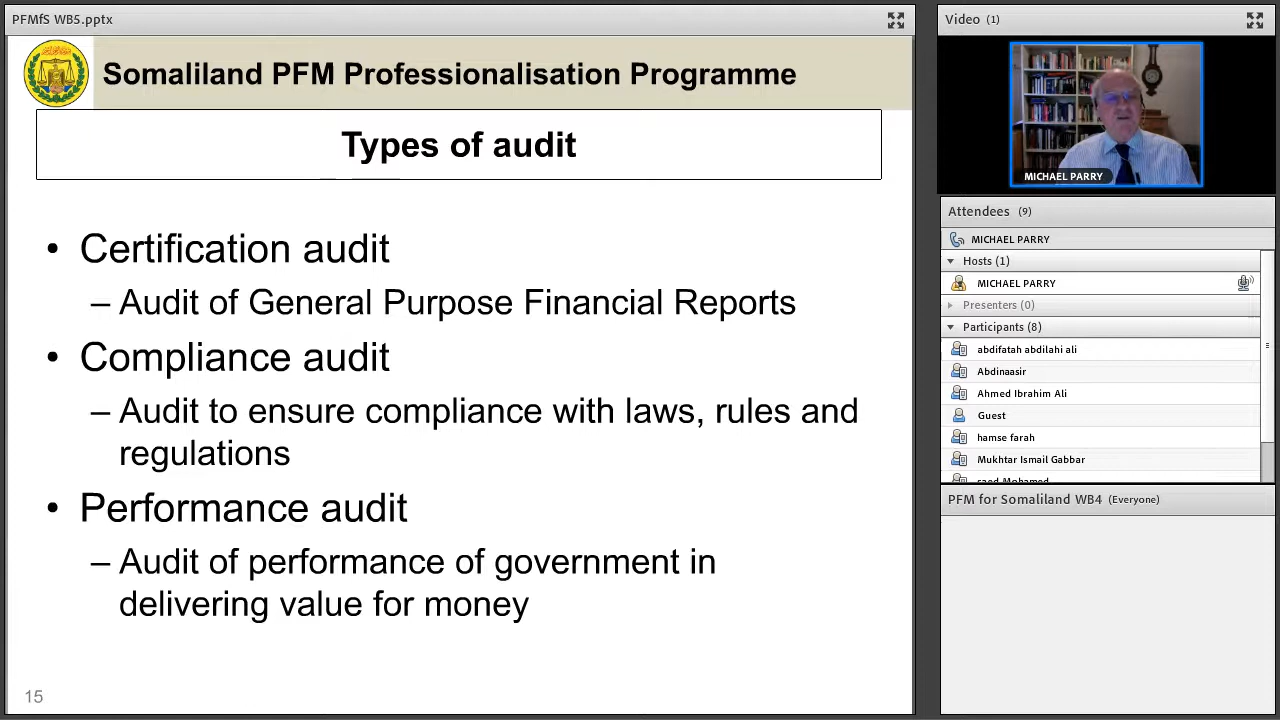 PFMfS WB5.pptx
Somaliland PFM Professionalisation Programme
Types of audit
• Certification audit
– Audit of General Purpose Financial Reports
• Compliance audit
– Audit to ensure compliance with laws, rules and
regulations
• Performance audit
– Audit of performance of government in
delivering value for money
15
Video (1)
MICHAEL PARRY
Attendees (9)
MICHAEL PARRY
Hosts (1)
MICHAEL PARRY
Presenters (0)
Participants (8)
abdifatah abdilahi ali
Abdinaasir
Ahmed Ibrahim Ali
Guest
hamse farah
Mukhtar Ismail Gabbar
saed Mohamed
PFM for Somaliland WB4 (Everyone)